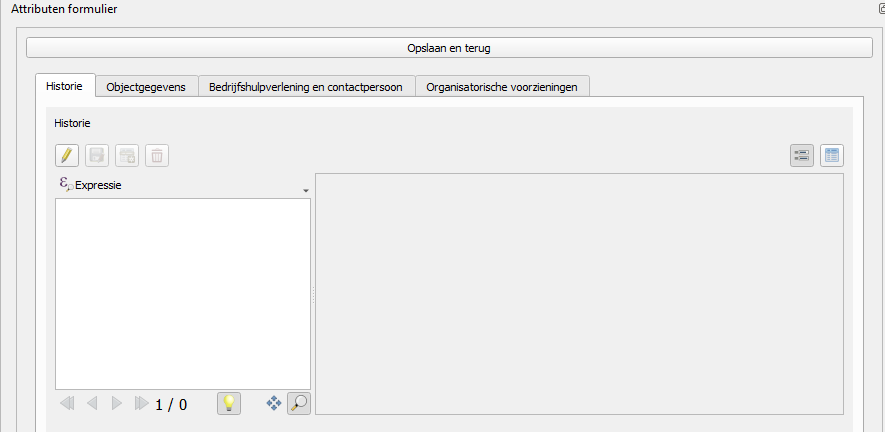 Attributen formulier
Opslaan en terug
Historie Objectgegevens Bedrijfshulpverlening en contactpersoon Organisatorische voorzieningen
Historie
ε Expressie
1 / 0